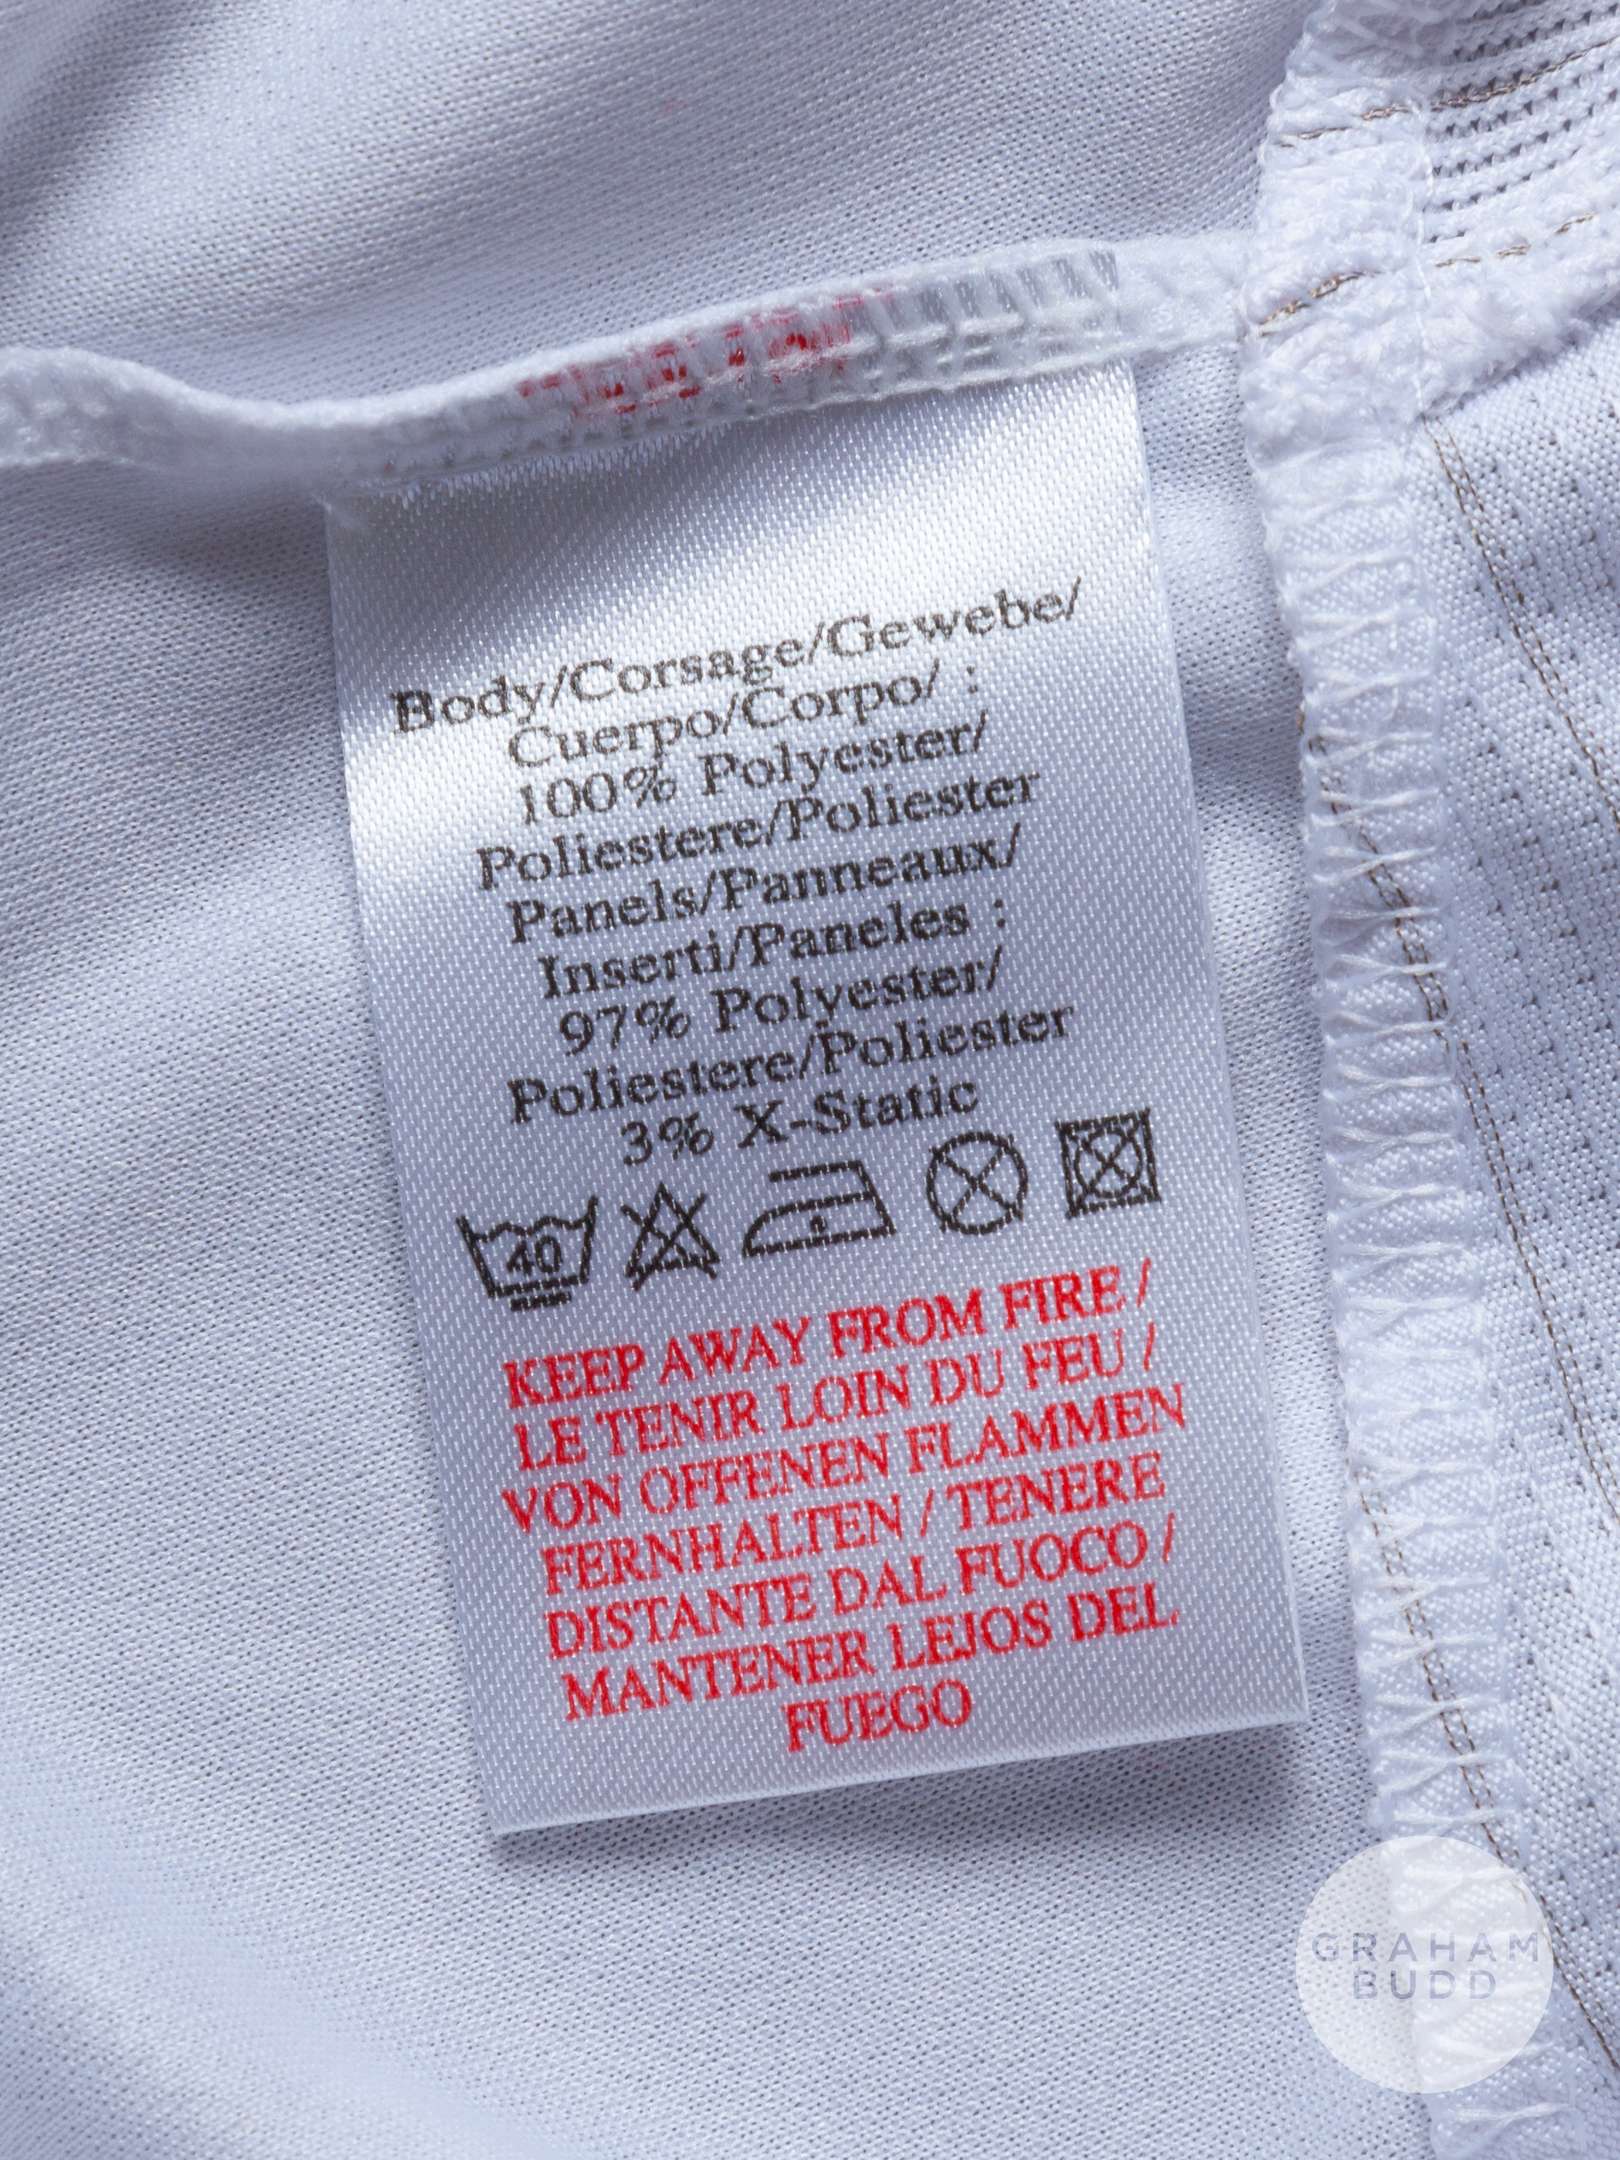 Body/Corsage/Gewebe/
Cuerpo/Corpo/ :
100% Polyester/
Poliestere/Poliester
Panels/Panneaux/
Inserti/Paneles :
97% Polyester/
Poliestere/Poliester
3% X-Static
40
KEEP AWAY FROM FIRE /
LE TENIR LOIN DU FEU /
VON OFFENEN FLAMMEN
FERNHALTEN / TENERE
DISTANTE DAL FUOCO /
MANTENER LEJOS DEL
FUEGO
GRAHAM
BUDD